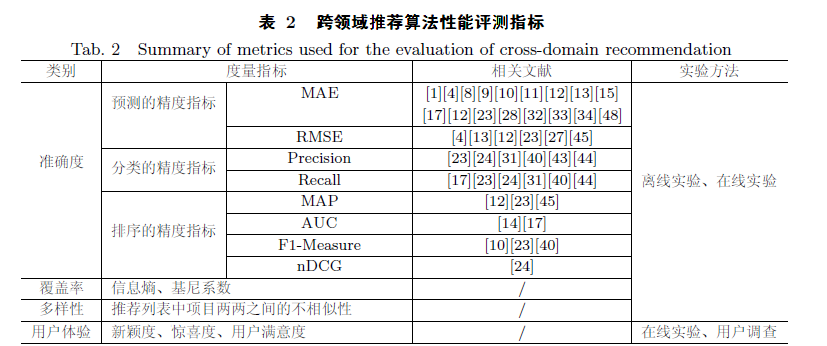 表 2 跨领域推荐算法性能评测指标
Tab. 2 Summary of metrics used for the evaluation of cross-domain recommendation
类别 度量指标 相关文献 实验方法
准确度 预测的精度指标 MAE [1][4][8][9][10][11][12][13][15]
[17][12][23][28][32][33][34][48]
RMSE [4][13][12][23][27][45]
分类的精度指标 Precision [23][24][31][40][43][44]
Recall [17][23][24][31][40][44]
离线实验、在线实验
排序的精度指标 MAP [12][23][45]
AUC [14][17]
F1-Measure [10][23][40]
nDCG [24]
覆盖率 信息熵、基尼系数 /
多样性 推荐列表中项目两两之间的不相似性 /
用户体验 新颖度、惊喜度、用户满意度 / 在线实验、用户调查